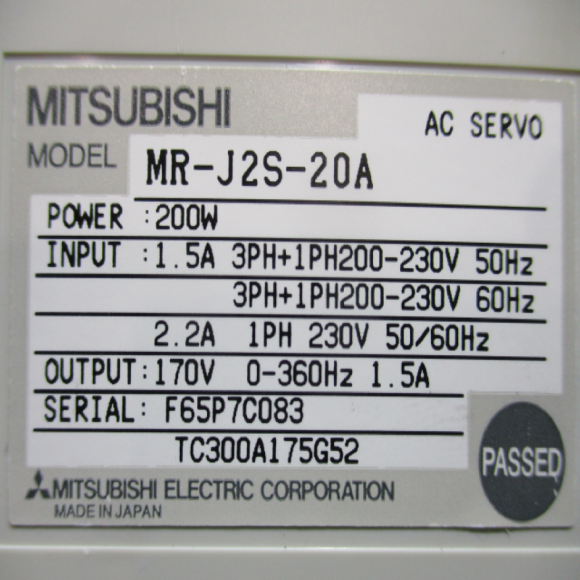 MITSUBISHI
AC SERVO
MODEL MR-J2S-20A
POWER :200W
INPUT :1.5A 3PH+1PH200-230V 50Hz
3PH+1PH200-230V 60Hz
2.2A 1PH 230V 50/60Hz
OUTPUT:170V 0-360Hz 1.5A
SERIAL: F65P7C083
TC300A175G52
PASSED
MITSUBISHI ELECTRIC CORPORATION
MADE IN JAPAN